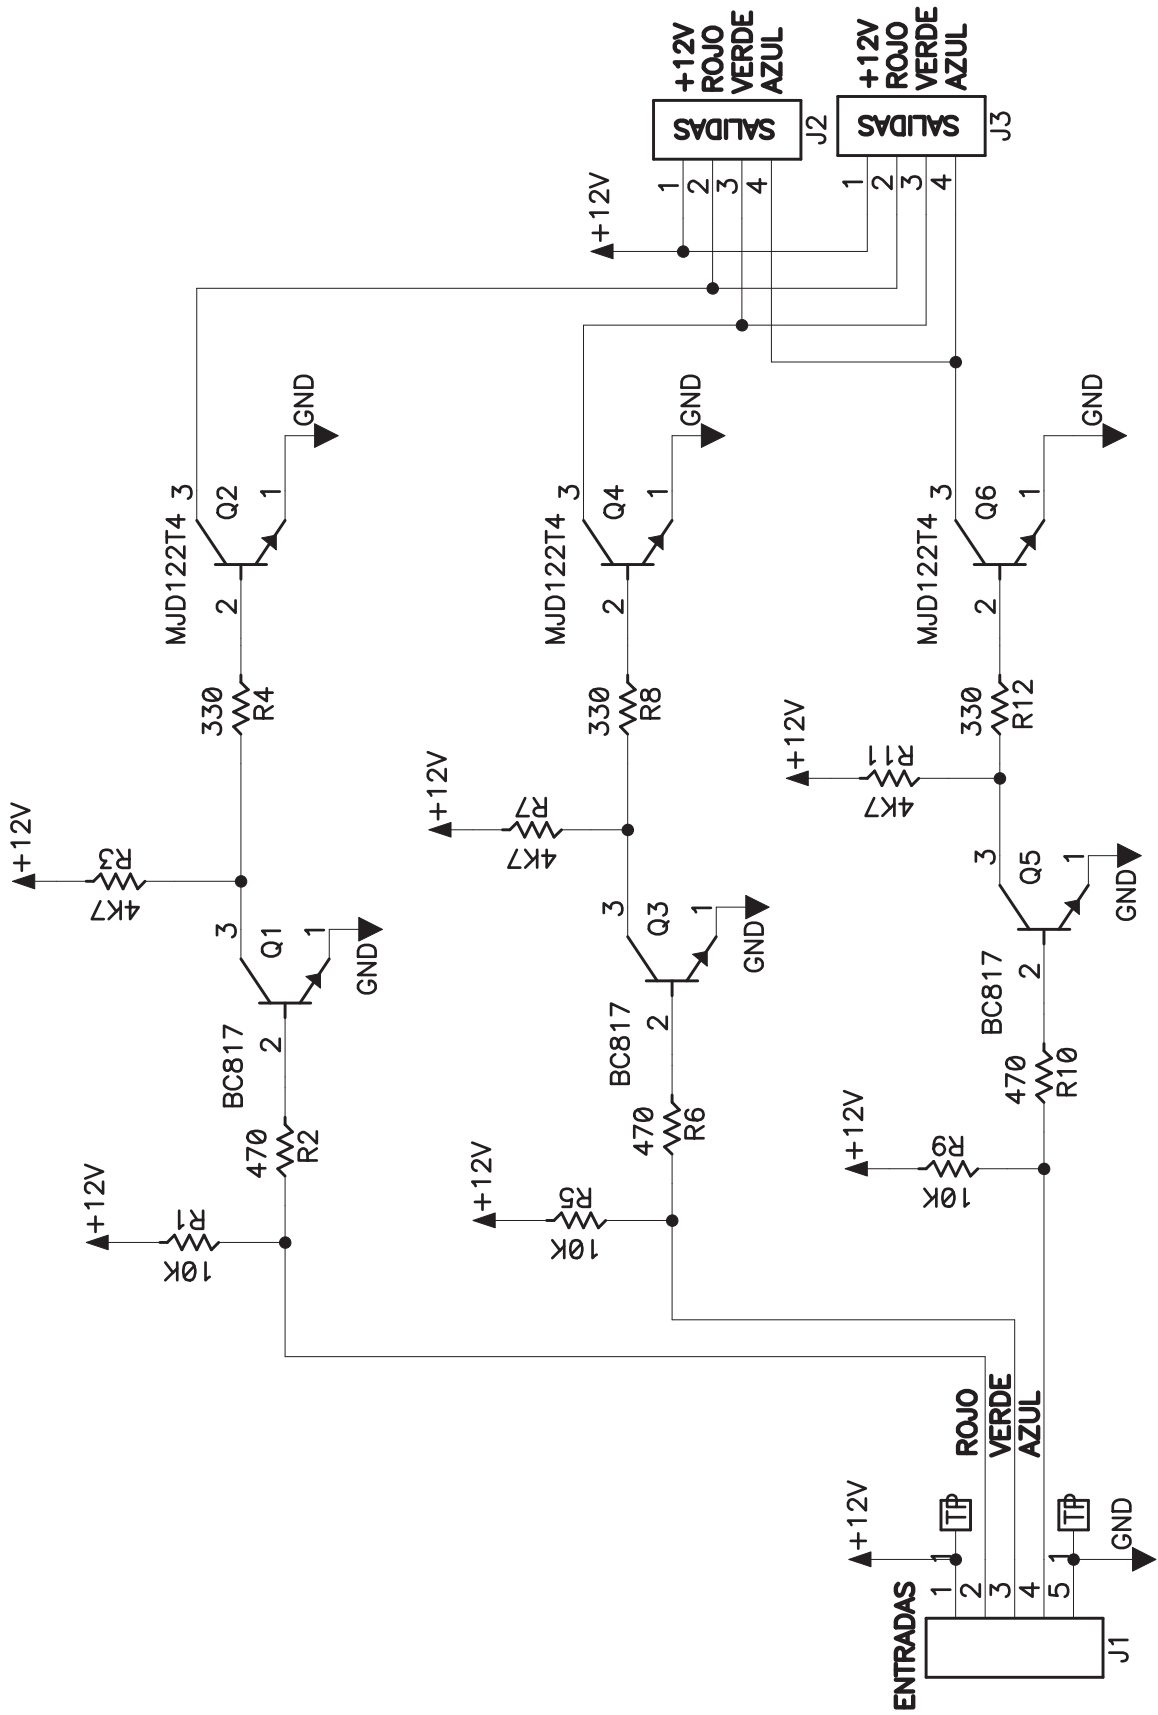 +12V
ROJO
VERDE
AZUL
SALIDAS
J2
1
2
3
4
+12V
ROJO
VERDE
AZUL
SALIDAS
J3
1
2
3
4
+12V
+12V
R3
4K7
MJD122T4
3
Q2
1
2
GND
330
R4
3
Q1
1
GND
BC817
2
470
R2
+12V
R1
10K
+12V
R7
4K7
MJD122T4
3
Q4
1
2
GND
330
R8
3
Q3
1
GND
BC817
2
470
R6
+12V
R5
10K
+12V
R11
4K7
MJD122T4
3
Q6
1
2
GND
330
R12
3
Q5
1
GND
BC817
2
470
R10
+12V
R9
10K
ROJO
VERDE
AZUL
+12V
TP
1
TP
1
GND
ENTRADAS
1
2
3
4
5
J1